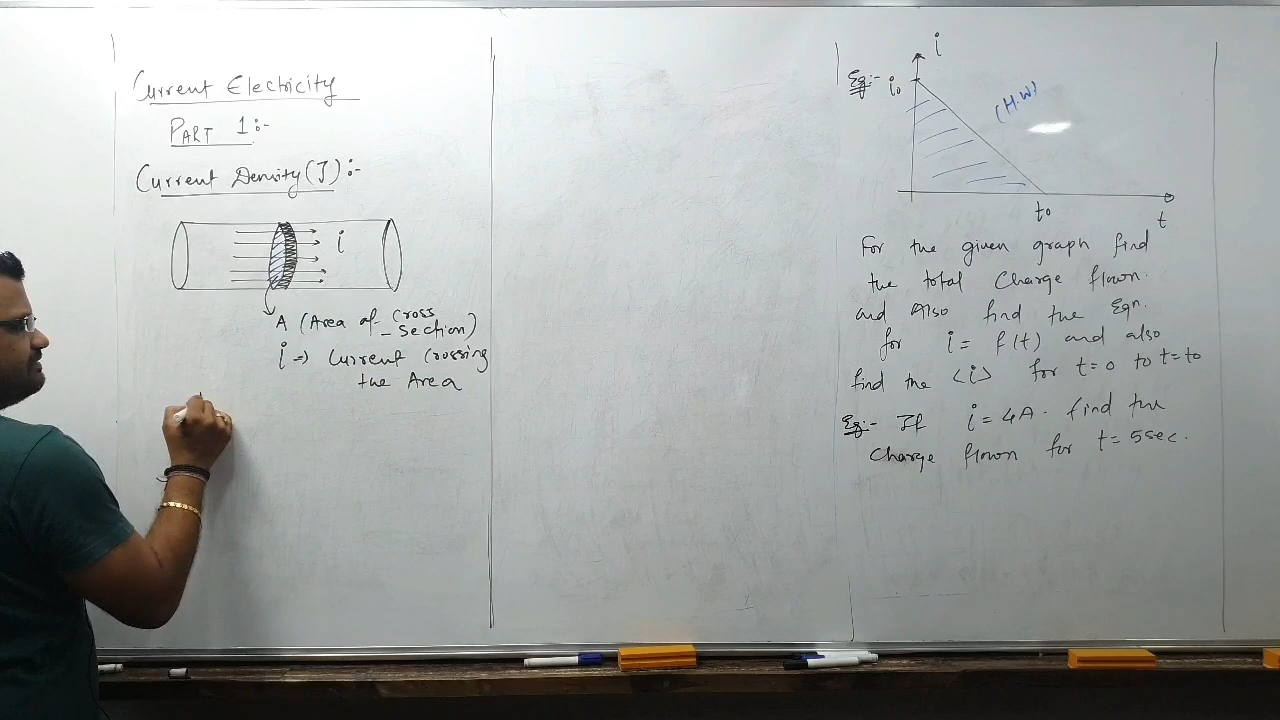 Current Electricity
PART 1:-
Current Density (J) :-
i
A (Area of Cross
- Section)
i => Current Crossing
the Area
i
Eg:- i₀
(H.W)
t₀
t
For the given graph find
the total Charge flown.
and Also find the Eqn.
for i = f(t) and also
find the <i> for t=0 to t=to
Eg:- If i = 4A. find the
Charge flown for t = 5sec.